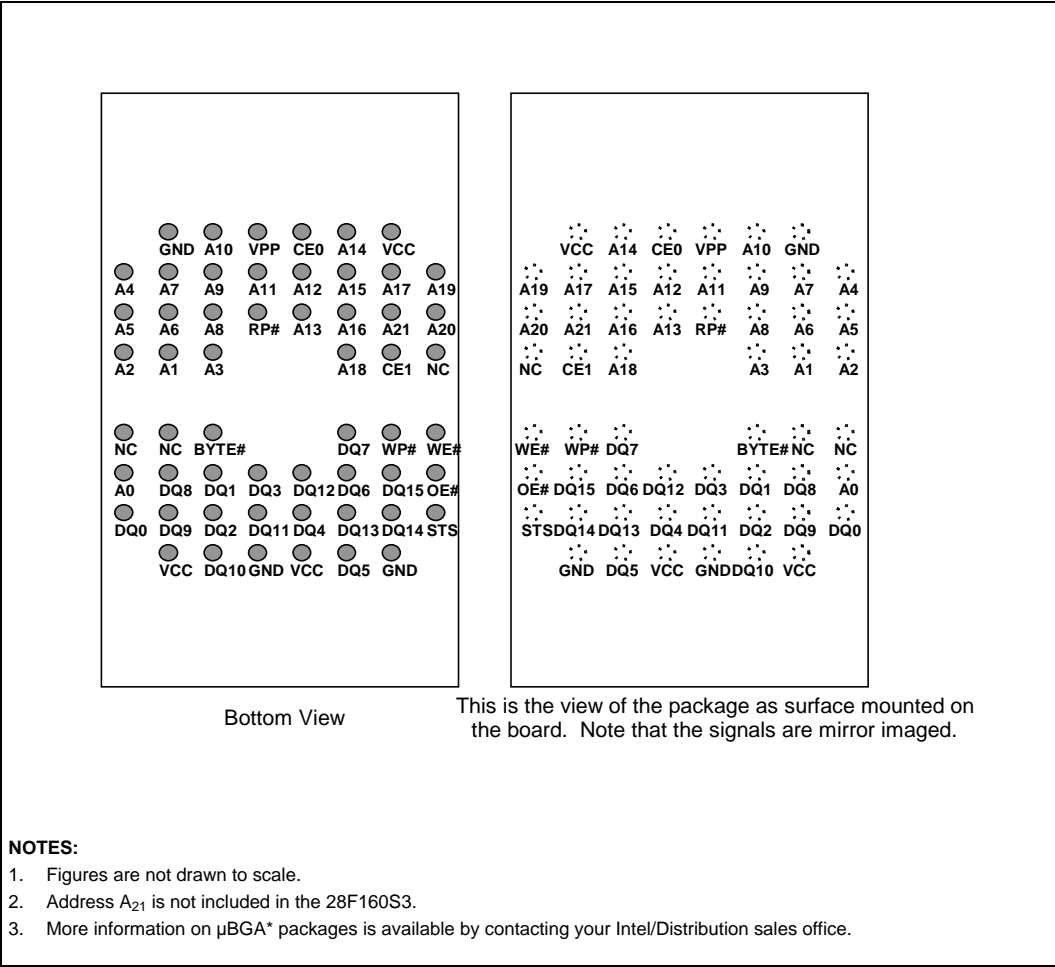 GND A10 VPP CE0 A14 VCC
A4 A7 A9 A11 A12 A15 A17 A19
A5 A6 A8 RP# A13 A16 A21 A20
A2 A1 A3 A18 CE1 NC
NC NC BYTE# DQ7 WP# WE#
A0 DQ8 DQ1 DQ3 DQ12 DQ6 DQ15 OE#
DQ0 DQ9 DQ2 DQ11 DQ4 DQ13 DQ14 STS
VCC DQ10 GND VCC DQ5 GND
Bottom View
VCC A14 CE0 VPP A10 GND
A19 A17 A15 A12 A11 A9 A7 A4
A20 A21 A16 A13 RP# A8 A6 A5
NC CE1 A18 A3 A1 A2
WE# WP# DQ7 BYTE# NC NC
OE# DQ15 DQ6 DQ12 DQ3 DQ1 DQ8 A0
STS DQ14 DQ13 DQ4 DQ11 DQ2 DQ9 DQ0
GND DQ5 VCC GND DQ10 VCC
This is the view of the package as surface mounted on
the board. Note that the signals are mirror imaged.
NOTES:
1. Figures are not drawn to scale.
2. Address A21 is not included in the 28F160S3.
3. More information on µBGA* packages is available by contacting your Intel/Distribution sales office.